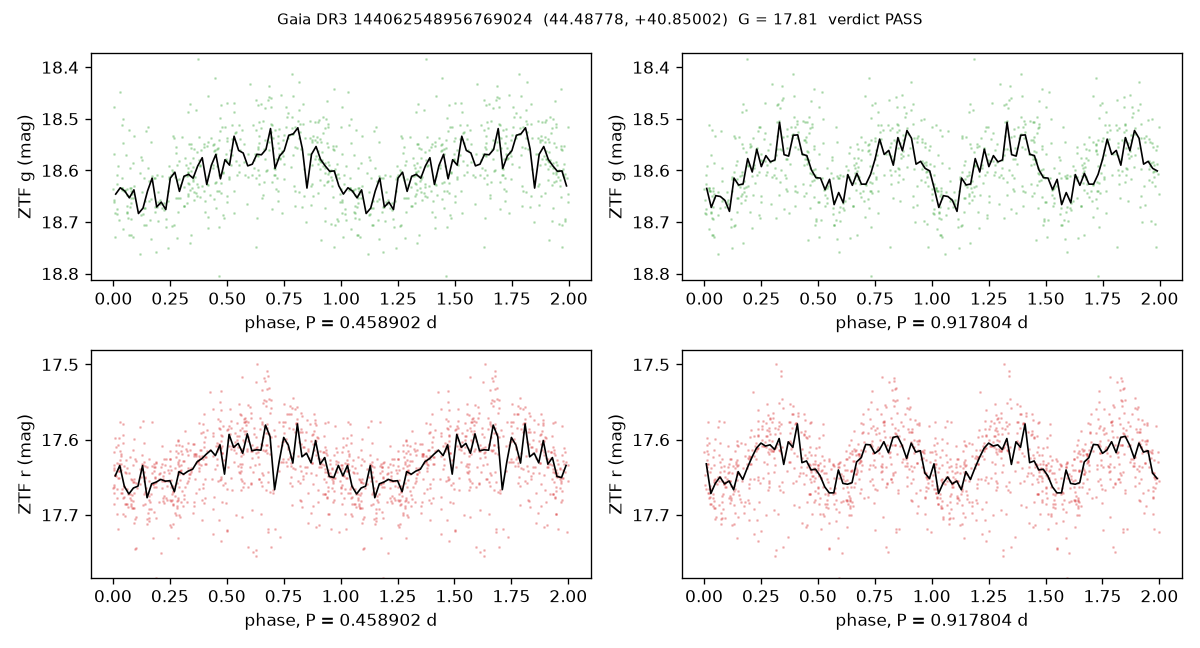 Gaia DR3 144062548956769024  (44.48778, +40.85002)  G = 17.81  verdict PASS
18.4
18.5
18.6
18.7
18.8
ZTF g (mag)
0.00 0.25 0.50 0.75 1.00 1.25 1.50 1.75 2.00
phase, P = 0.458902 d
18.4
18.5
18.6
18.7
18.8
ZTF g (mag)
0.00 0.25 0.50 0.75 1.00 1.25 1.50 1.75 2.00
phase, P = 0.917804 d
17.5
17.6
17.7
ZTF r (mag)
0.00 0.25 0.50 0.75 1.00 1.25 1.50 1.75 2.00
phase, P = 0.458902 d
17.5
17.6
17.7
ZTF r (mag)
0.00 0.25 0.50 0.75 1.00 1.25 1.50 1.75 2.00
phase, P = 0.917804 d